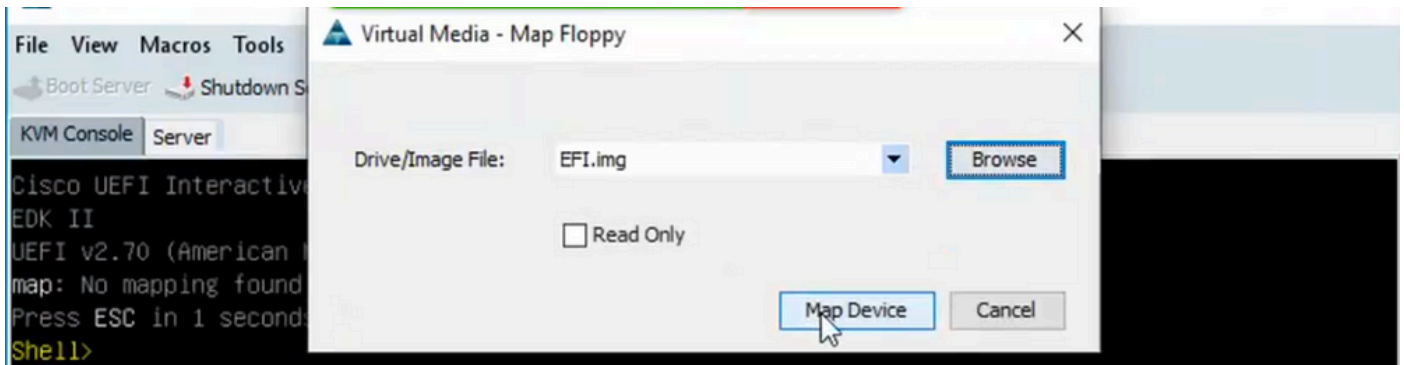 File View Macros Tools
Virtual Media - Map Floppy
Boot Server Shutdown
KVM Console Server
Drive/Image File: EFI.img Browse
Cisco UEFI
EDK II
UEFI v2.70 (American
Read Only
map: No mapping found
Press ESC in 1
Map Device Cancel
Shell>